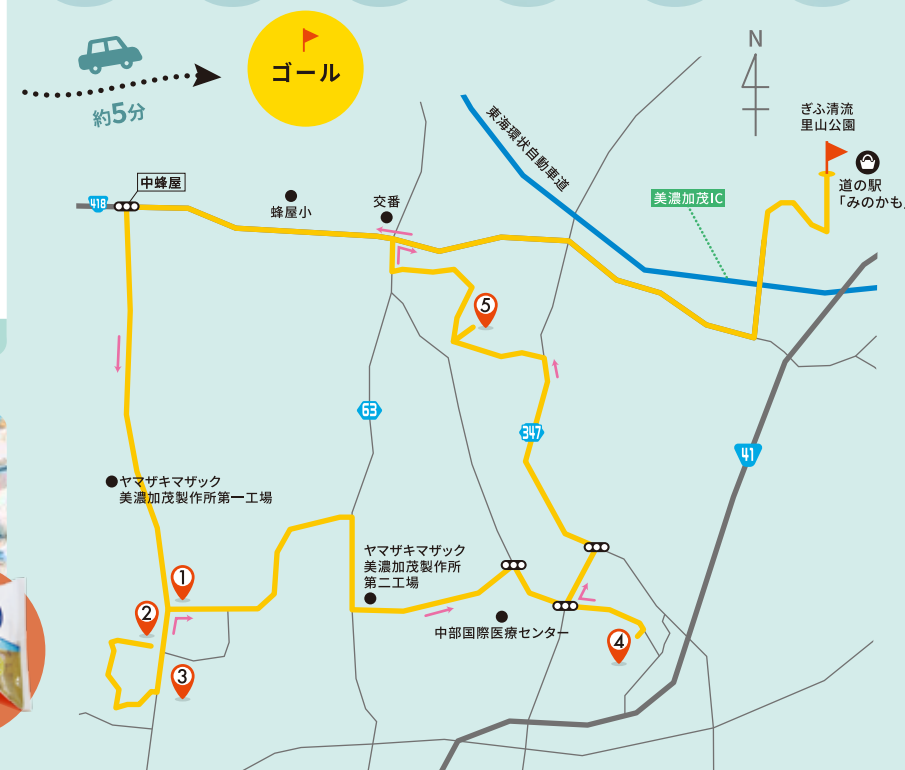 約5分
ゴール
N
ぎふ清流
里山公園
道の駅
「みのかも
東海環状自動車道
美濃加茂IC
418
中蜂屋
蜂屋小
交番
5
63
347
41
ヤマザキマザック
美濃加茂製作所第一工場
ヤマザキマザック
美濃加茂製作所
第二工場
1
2
3
中部国際医療センター
4